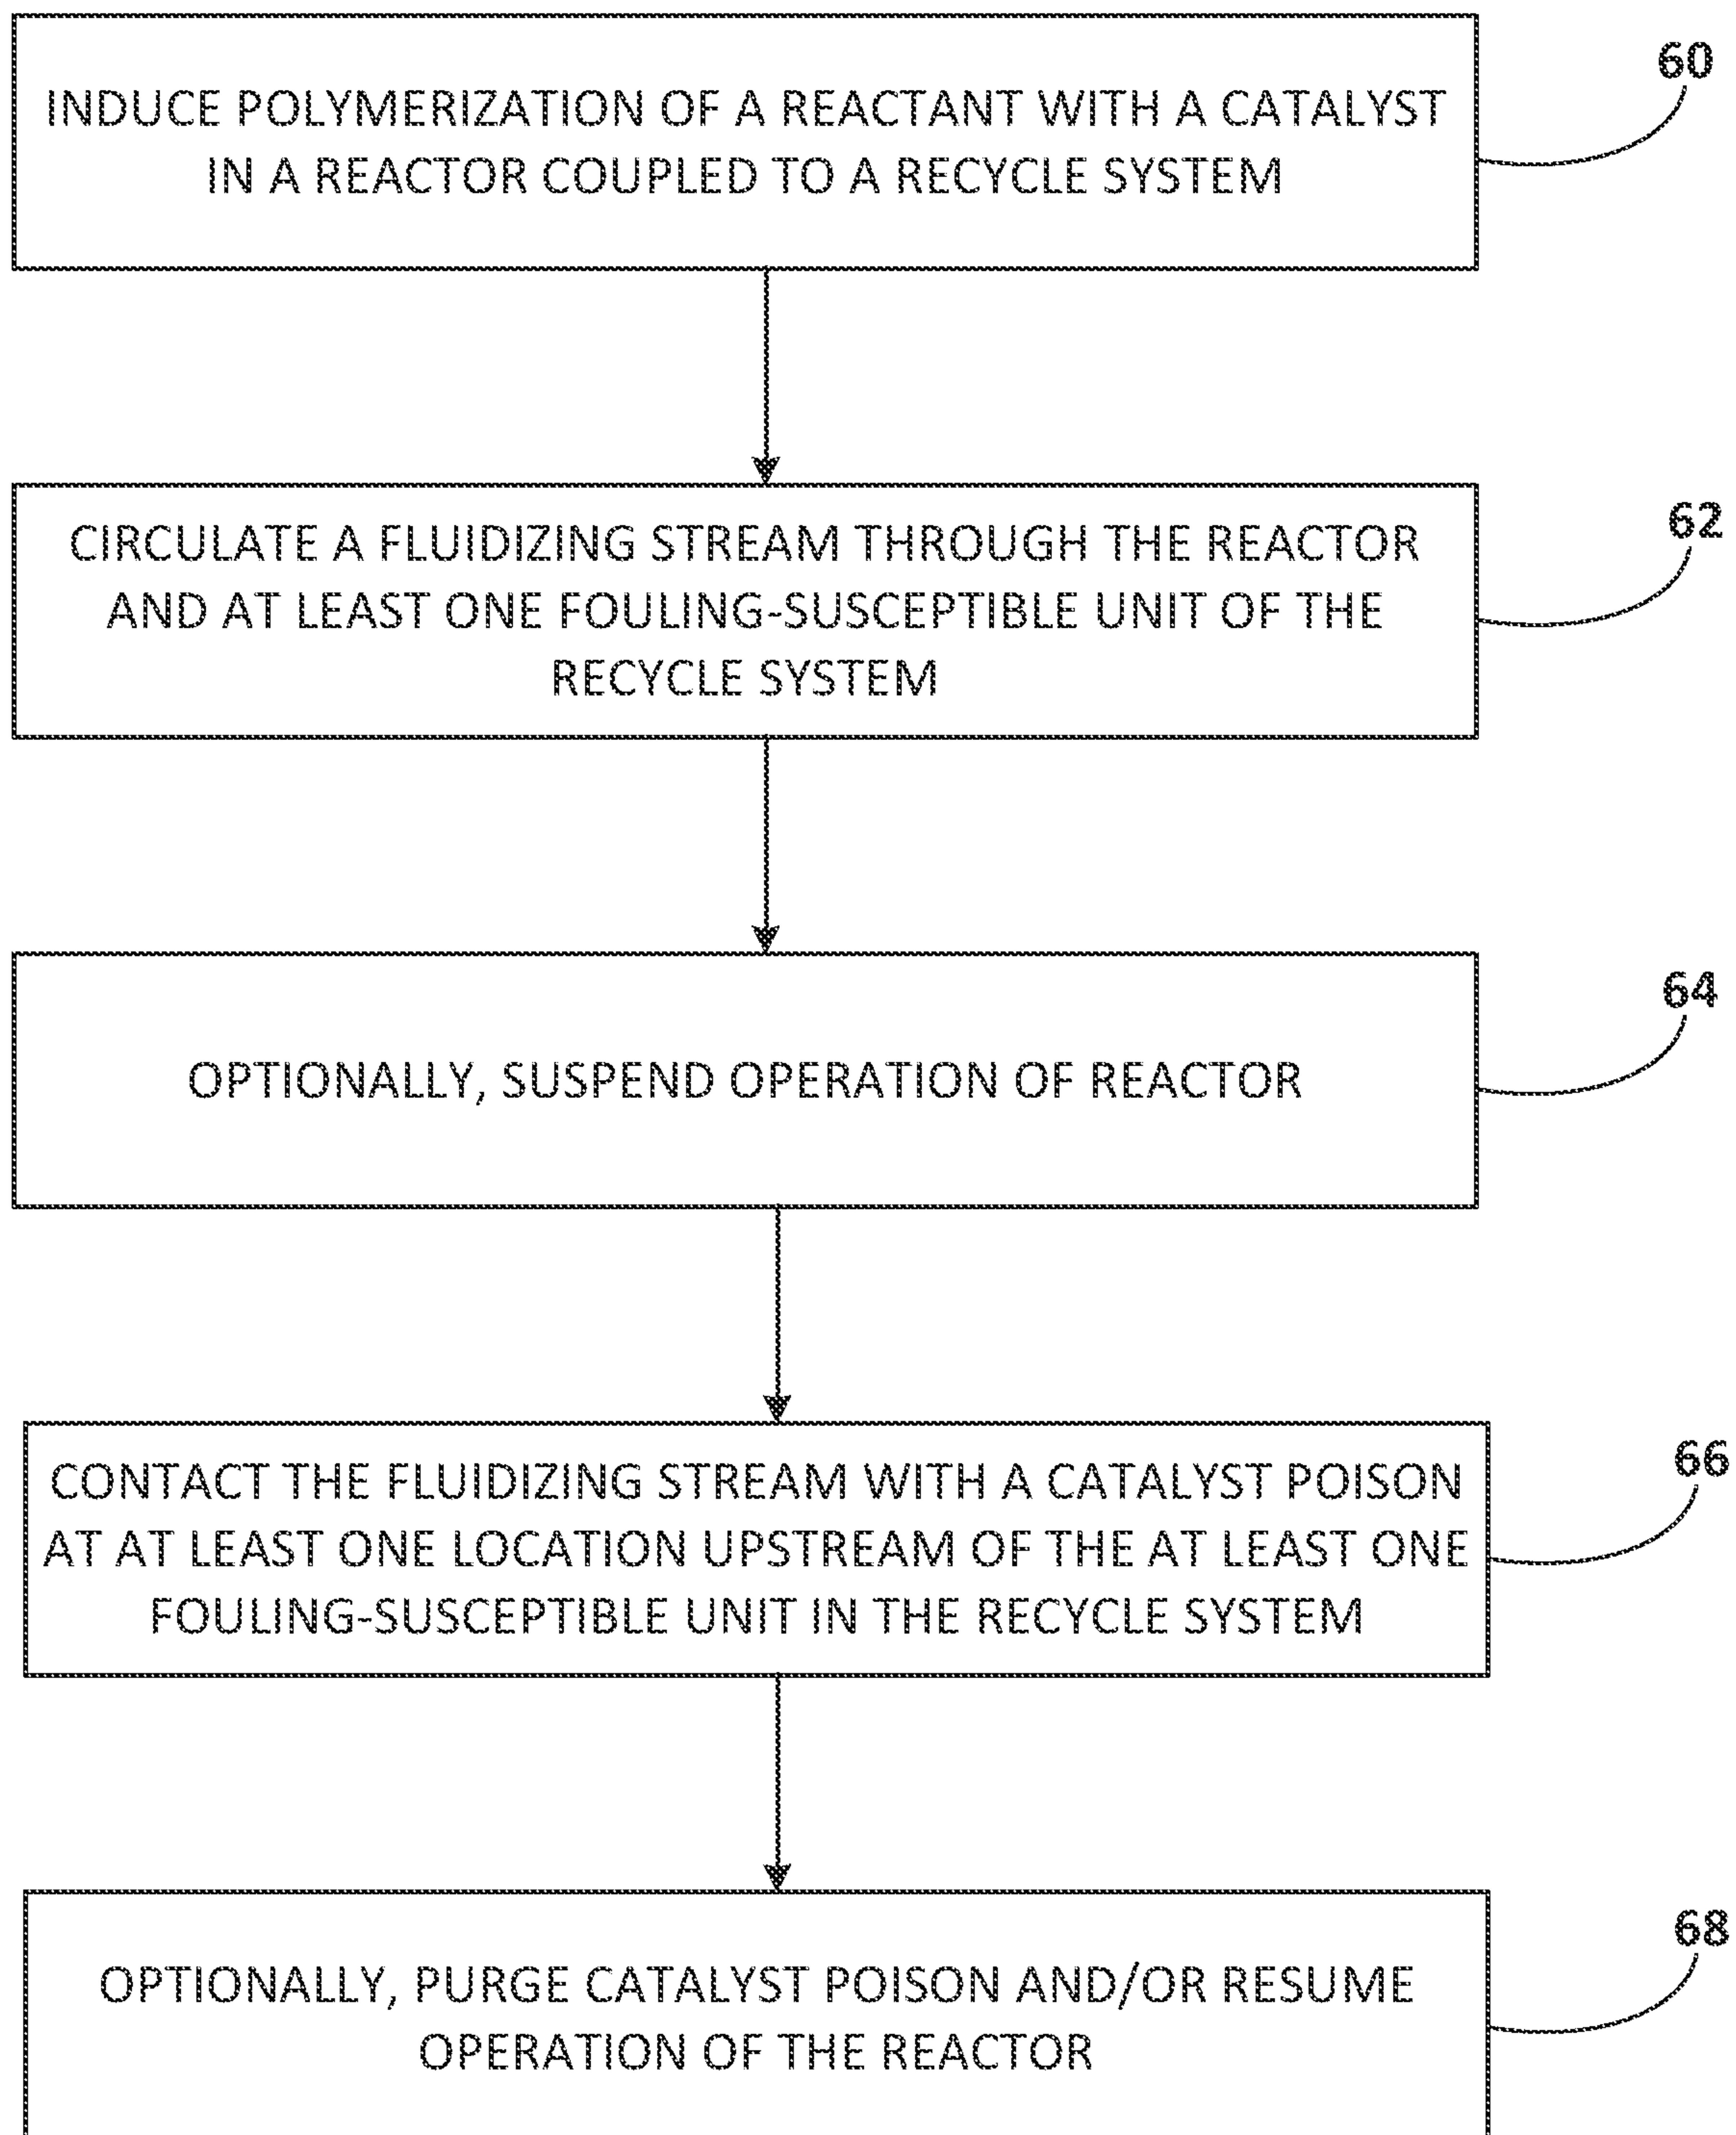 INDUCE POLYMERIZATION OF A REACTANT WITH A CATALYST
IN A REACTOR COUPLED TO A RECYCLE SYSTEM
60
CIRCULATE A FLUIDIZING STREAM THROUGH THE REACTOR
AND AT LEAST ONE FOULING-SUSCEPTIBLE UNIT OF THE
RECYCLE SYSTEM
62
OPTIONALLY, SUSPEND OPERATION OF REACTOR
64
CONTACT THE FLUIDIZING STREAM WITH A CATALYST POISON
AT AT LEAST ONE LOCATION UPSTREAM OF THE AT LEAST ONE
FOULING-SUSCEPTIBLE UNIT IN THE RECYCLE SYSTEM
66
OPTIONALLY, PURGE CATALYST POISON AND/OR RESUME
OPERATION OF THE REACTOR
68